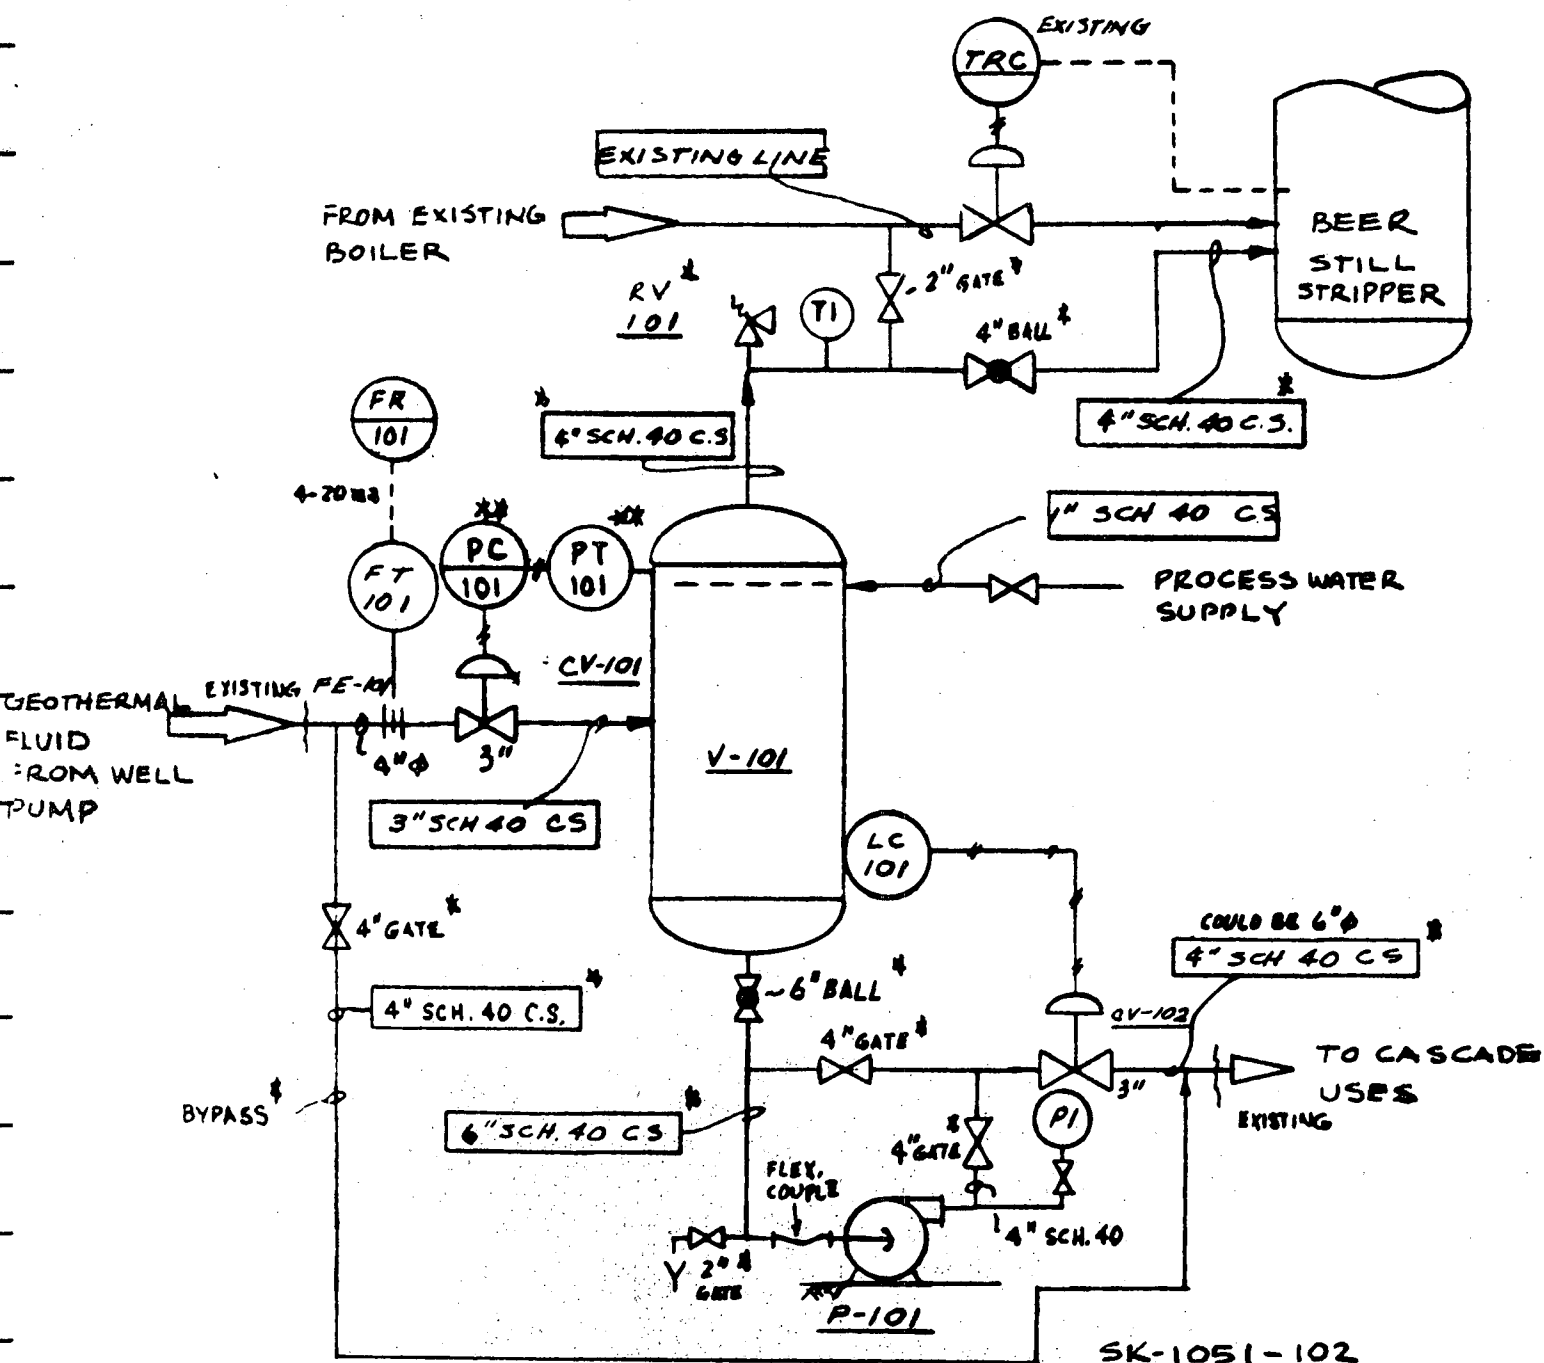 EXISTING
TRC
EXISTING LINE
FROM EXISTING
BOILER
BEER
STILL
STRIPPER
RV *
101
TI
2" GATE *
4" BALL *
FR
101
*
4" SCH. 40 C.S
*
4" SCH. 40 C.S.
4-20 ma
**
PC
101
**
PT
101
1" SCH 40 CS
FT
101
PROCESS WATER
SUPPLY
CV-101
EXISTING FE-101
GEOTHERMAL
FLUID
FROM WELL
PUMP
4"ϕ
3"
V-101
3" SCH 40 CS
LC
101
4" GATE *
COULD BE 6"ϕ
*
4" SCH 40 CS
6" BALL *
*
4" SCH. 40 C.S.
CV-102
4" GATE *
TO CASCADE
USES
3"
BYPASS *
EXISTING
*
6" SCH. 40 CS
PI
*
4" GATE
FLEX.
COUPLE
4" SCH. 40
2" *
GATE
P-101
SK-1051-102